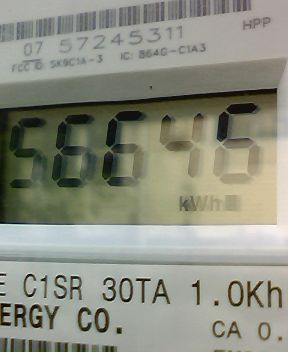 HPP
07 57245311
FCC ID: SK9C1A-3 IC: 864G-C1A3
56646
kWh
E C1SR 30TA 1.0Kh
ERGY CO.
CA 0.